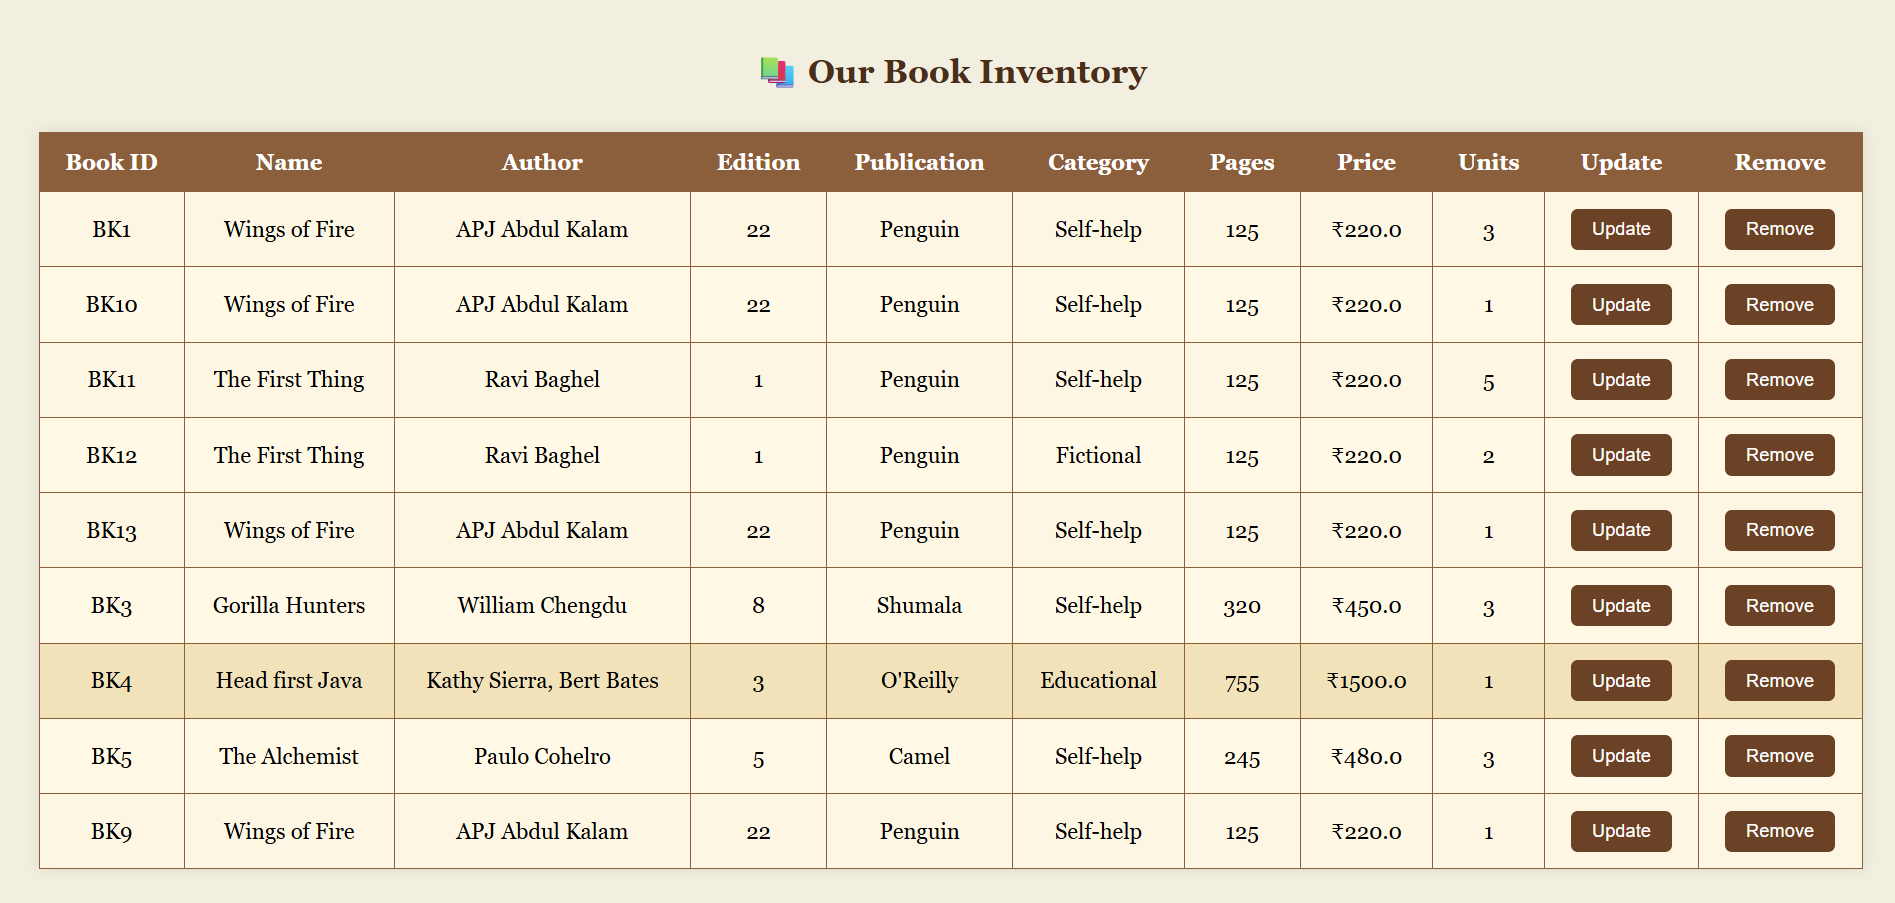 📚 Our Book Inventory
Book ID Name Author Edition Publication Category Pages Price Units Update Remove
BK1 Wings of Fire APJ Abdul Kalam 22 Penguin Self-help 125 ₹220.0 3 Update Remove
BK10 Wings of Fire APJ Abdul Kalam 22 Penguin Self-help 125 ₹220.0 1 Update Remove
BK11 The First Thing Ravi Baghel 1 Penguin Self-help 125 ₹220.0 5 Update Remove
BK12 The First Thing Ravi Baghel 1 Penguin Fictional 125 ₹220.0 2 Update Remove
BK13 Wings of Fire APJ Abdul Kalam 22 Penguin Self-help 125 ₹220.0 1 Update Remove
BK3 Gorilla Hunters William Chengdu 8 Shumala Self-help 320 ₹450.0 3 Update Remove
BK4 Head first Java Kathy Sierra, Bert Bates 3 O'Reilly Educational 755 ₹1500.0 1 Update Remove
BK5 The Alchemist Paulo Cohelro 5 Camel Self-help 245 ₹480.0 3 Update Remove
BK9 Wings of Fire APJ Abdul Kalam 22 Penguin Self-help 125 ₹220.0 1 Update Remove